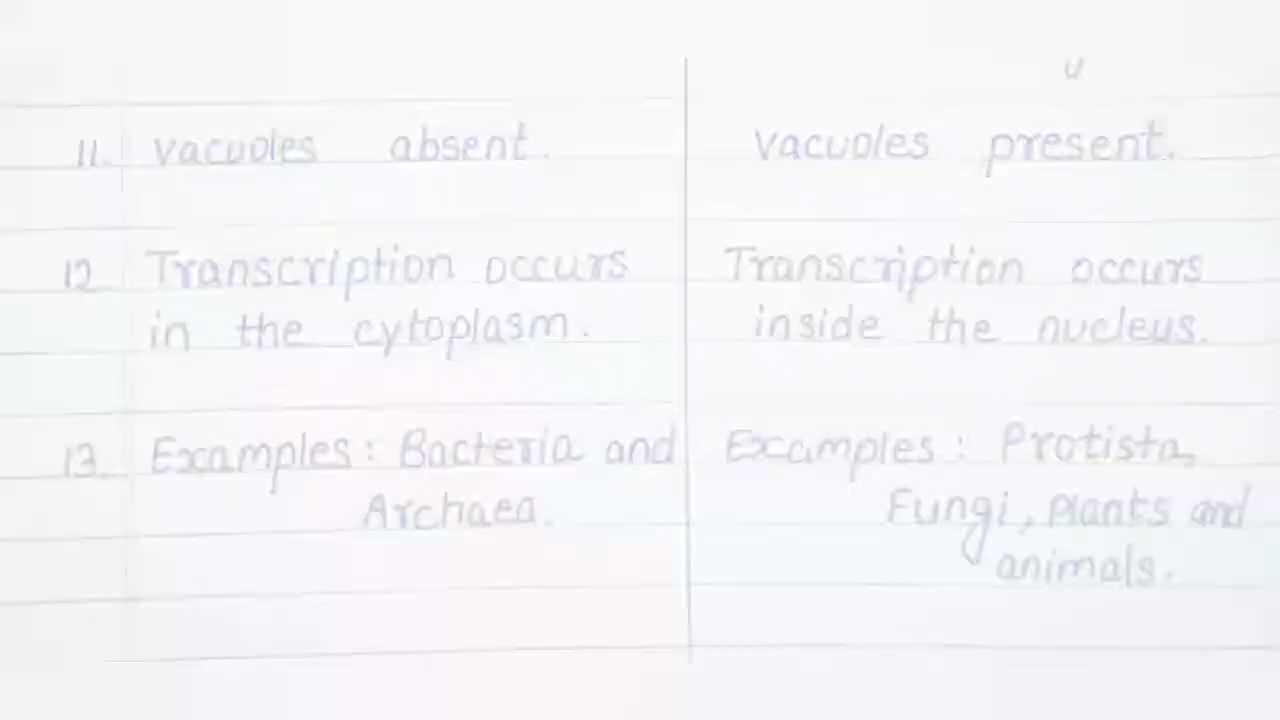 11. vacuoles absent. vacuoles present.
12 Transcription occurs Transcription occurs
in the cytoplasm. inside the nucleus.
13. Examples: Bacteria and Examples: Protista,
Archaea. Fungi, Plants and
animals.